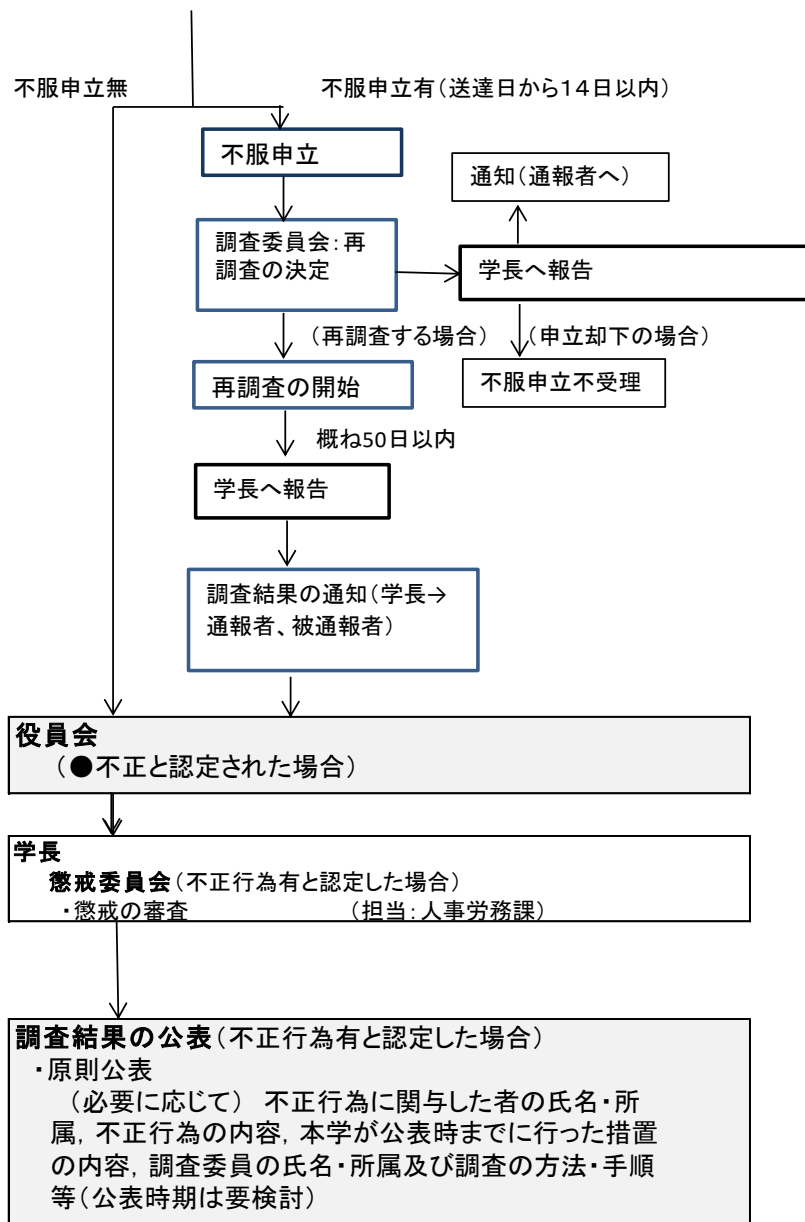 不服申立無
不服申立有（送達日から１４日以内）
不服申立
通知（通報者へ）
調査委員会：再
調査の決定
学長へ報告
（再調査する場合）
（申立却下の場合）
再調査の開始
不服申立不受理
概ね50日以内
学長へ報告
調査結果の通知（学長→
通報者、被通報者）
役員会
（●不正と認定された場合）
学長
懲戒委員会（不正行為有と認定した場合）
・懲戒の審査　　　　　　　（担当：人事労務課）
調査結果の公表（不正行為有と認定した場合）
・原則公表
（必要に応じて）　不正行為に関与した者の氏名・所
属，不正行為の内容，本学が公表時までに行った措置
の内容，調査委員の氏名・所属及び調査の方法・手順
等（公表時期は要検討）